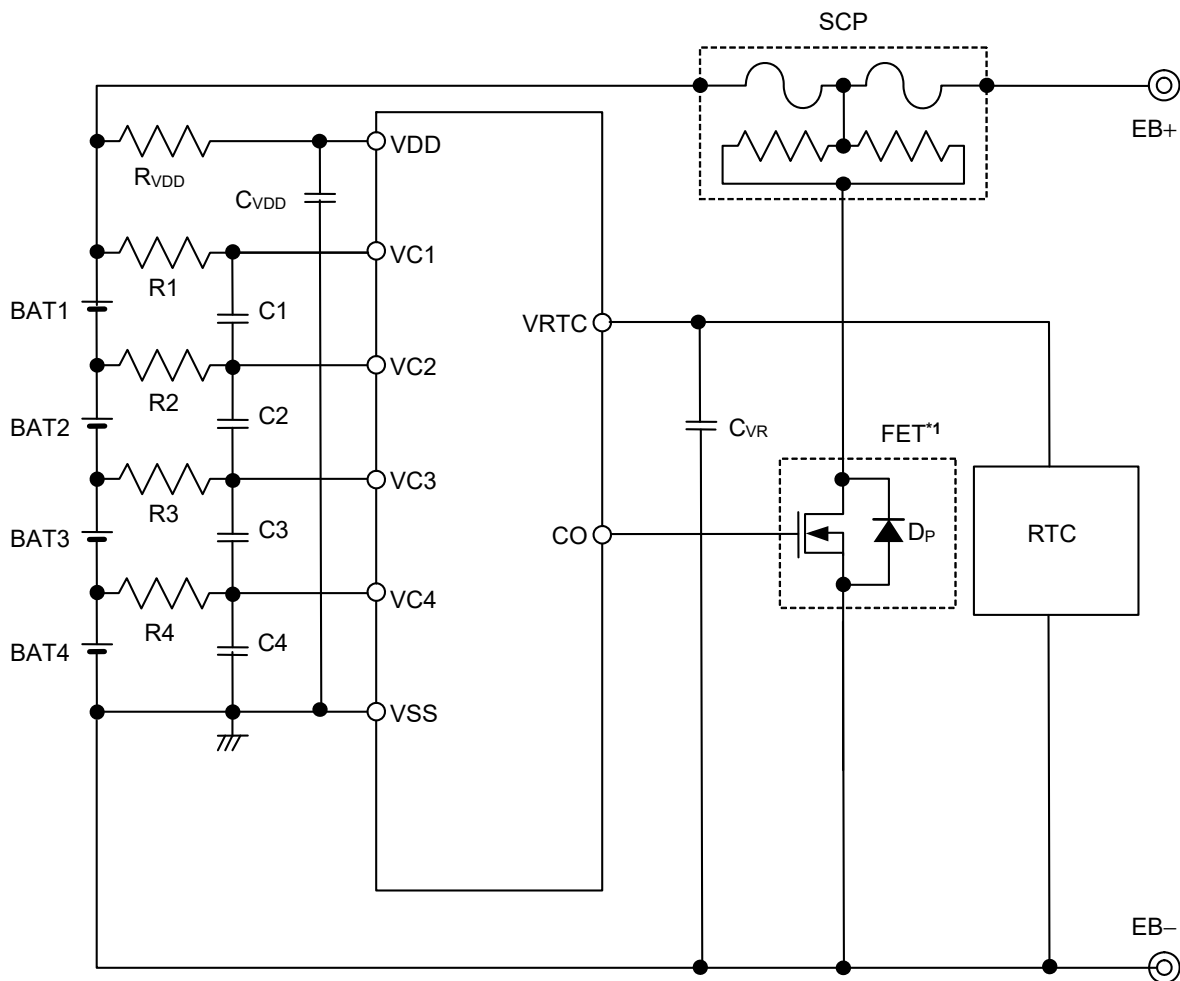 SCP
EB+
VDD
RVDD
CVDD
VC1
R1
BAT1
C1
VRTC
VC2
R2
C2
BAT2
CVR
FET*1
VC3
R3
C3
BAT3
CO
DP
RTC
VC4
R4
C4
BAT4
VSS
EB−